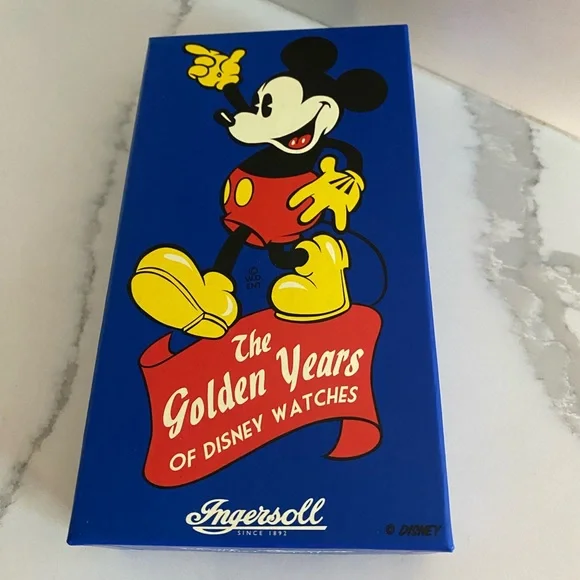 The
Golden Years
OF DISNEY WATCHES
Ingersoll
SINCE 1892
© DISNEY